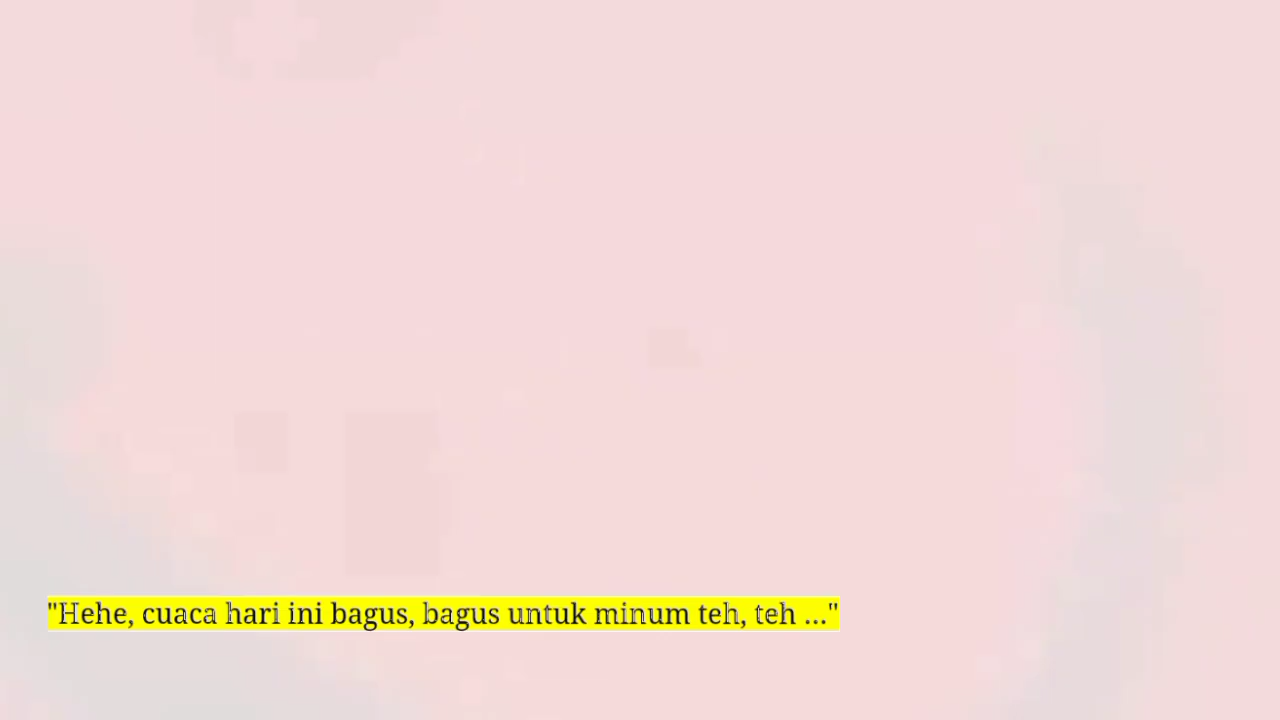 "Hehe, cuaca hari ini bagus, bagus untuk minum teh, teh ..."